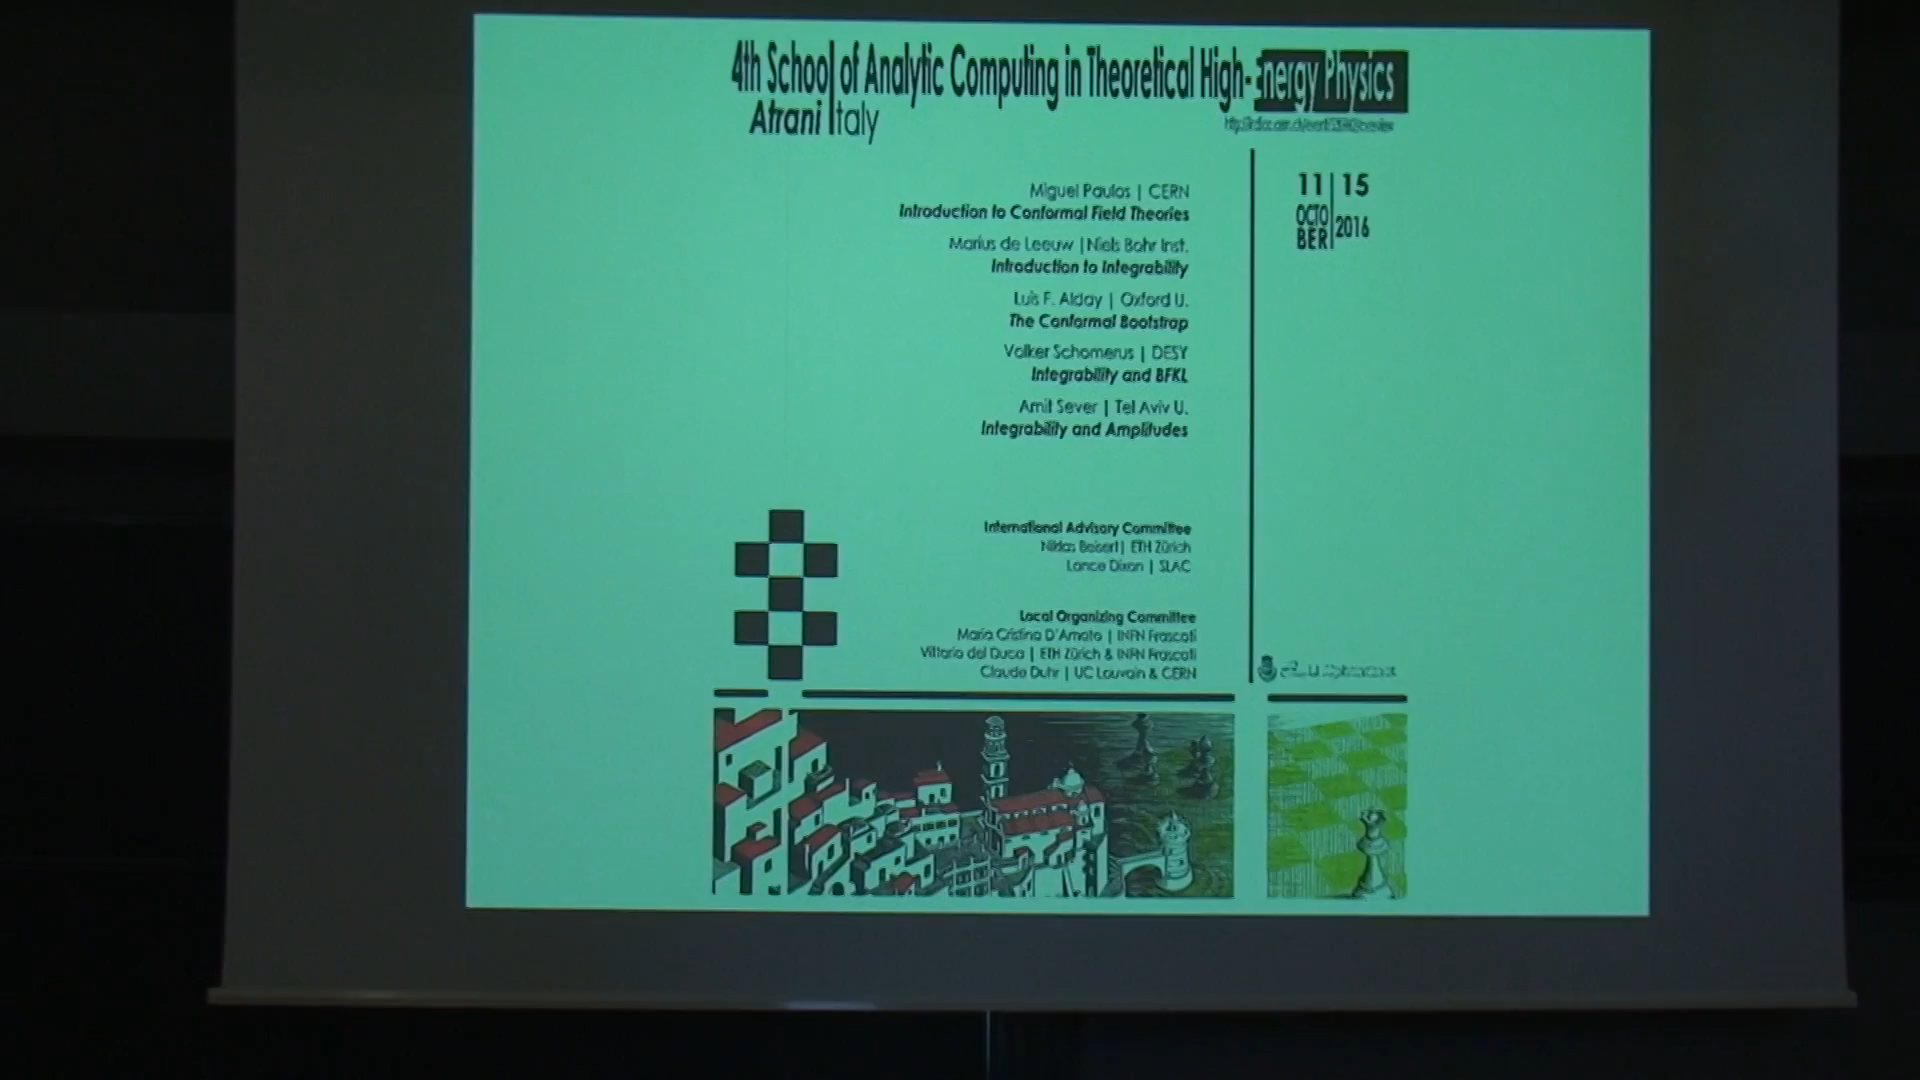 4th School of Analytic Computing in Theoretical High-Energy Physics
Atrani Italy
11 15
OCTO
BER 2016
Miguel Paulos | CERN
Introduction to Conformal Field Theories
Marius de Leeuw | Niels Bohr Inst.
Introduction to Integrability
Luis F. Alday | Oxford U.
The Conformal Bootstrap
Volker Schomerus | DESY
Integrability and BFKL
Amit Sever | Tel Aviv U.
Integrability and Amplitudes
International Advisory Committee
Niklas Beisert | ETH Zürich
Lance Dixon | SLAC
Local Organizing Committee
Maria Cristina D'Amato | INFN Frascati
Vittorio del Duca | ETH Zürich & INFN Frascati
Claude Duhr | UC Louvain & CERN